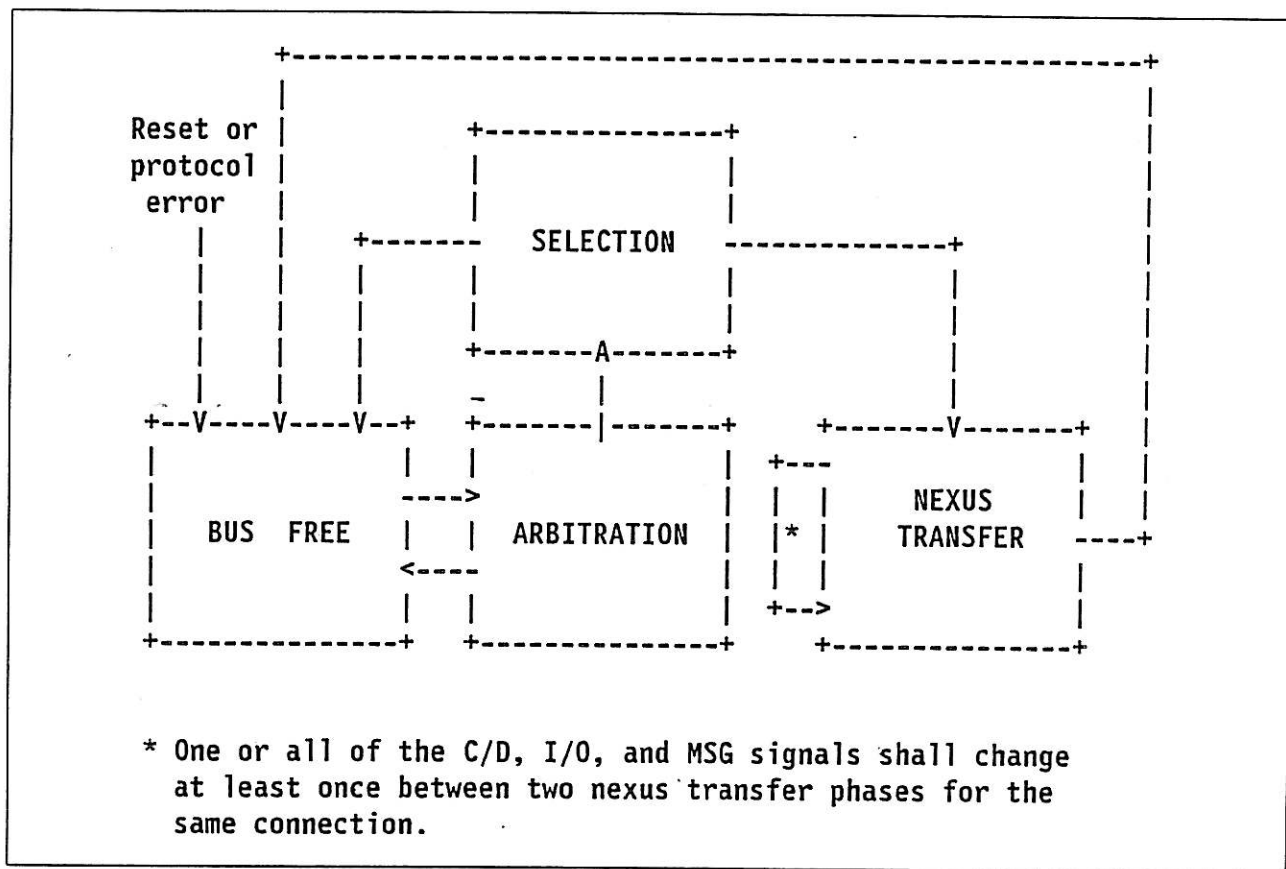 Reset or
protocol
error
SELECTION
BUS FREE
ARBITRATION
*
NEXUS
TRANSFER
* One or all of the C/D, I/O, and MSG signals shall change
at least once between two nexus transfer phases for the
same connection.